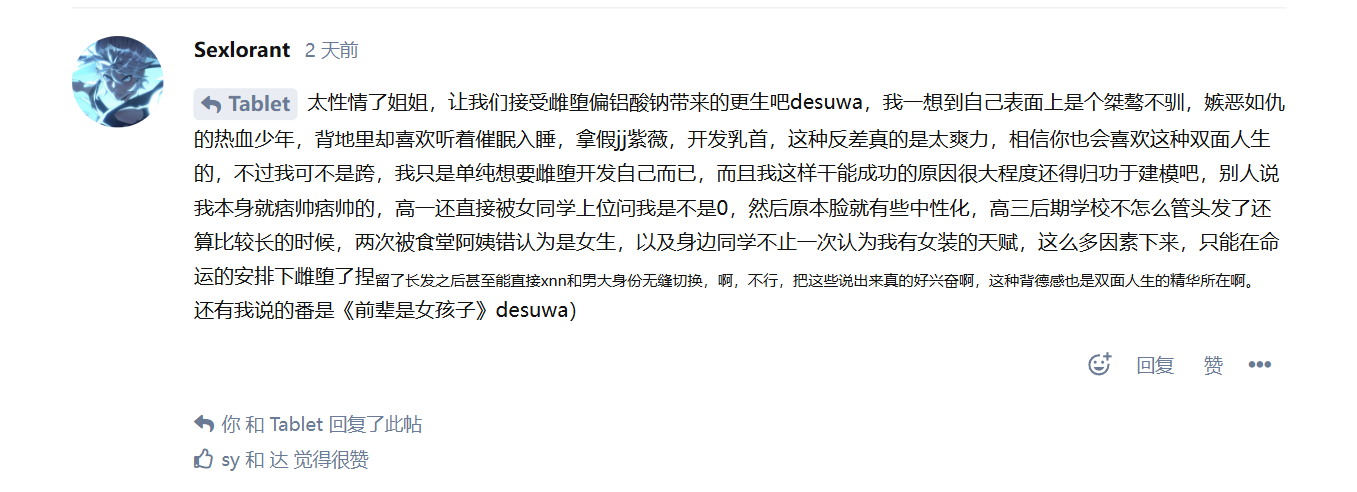 Sexlorant 2 天前
Tablet 太性情了姐姐，让我们接受雌堕偏铝酸钠带来的更生吧desuwa，我一想到自己表面上是个桀骜不驯，嫉恶如仇
的热血少年，背地里却喜欢听着催眠入睡，拿假jj紫薇，开发乳首，这种反差真的是太爽力，相信你也会喜欢这种双面人生
的，不过我可不是跨，我只是单纯想要雌堕开发自己而已，而且我这样干能成功的原因很大程度还得归功于建模吧，别人说
我本身就痞帅痞帅的，高一还直接被女同学上位问我是不是0，然后原本脸就有些中性化，高三后期学校不怎么管头发了还
算比较长的时候，两次被食堂阿姨错认为是女生，以及身边同学不止一次认为我有女装的天赋，这么多因素下来，只能在命
运的安排下雌堕了捏留了长发之后甚至能直接xnn和男大身份无缝切换，啊，不行，把这些说出来真的好兴奋啊，这种背德感也是双面人生的精华所在啊。
还有我说的番是《前辈是女孩子》desuwa）
回复 赞
你 和 Tablet 回复了此帖
sy 和 达 觉得很赞